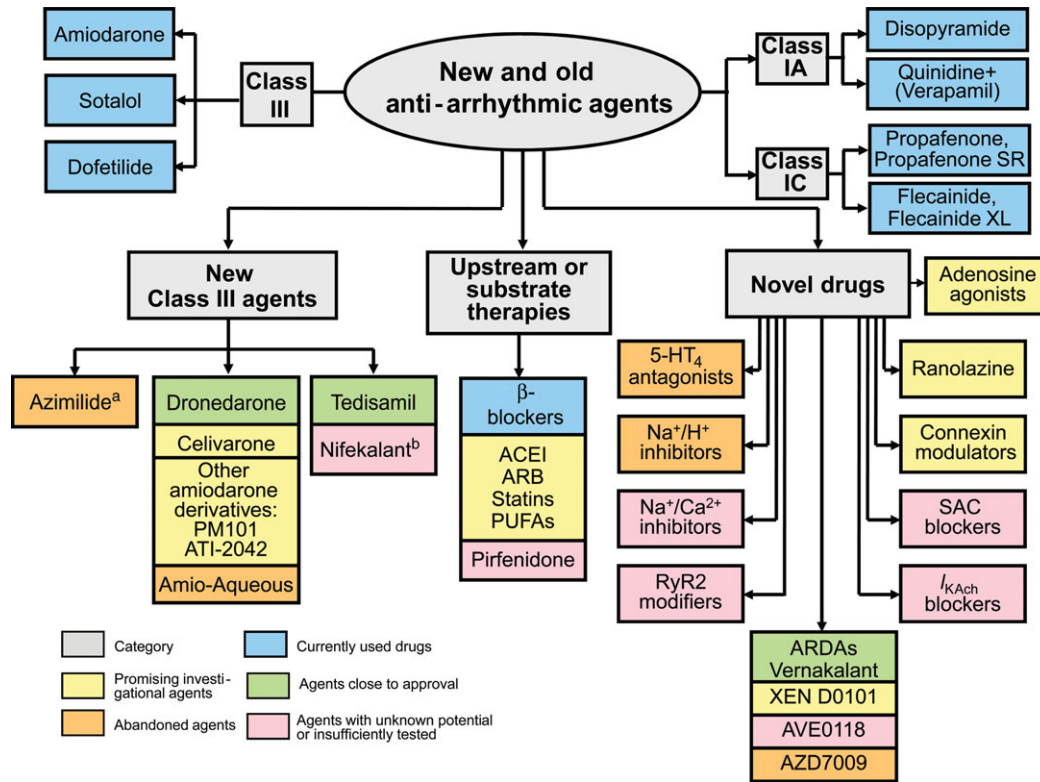 Amiodarone
Sotalol
Dofetilide
Class
III
New and old
anti-arrhythmic agents
Class
IA
Disopyramide
Quinidine+
(Verapamil)
Class
IC
Propafenone,
Propafenone SR
Flecainide,
Flecainide XL
New
Class III agents
Upstream or
substrate
therapies
Novel drugs
Adenosine
agonists
Azimilideᵃ
Dronedarone
Celivarone
Other
amiodarone
derivatives:
PM101
ATI-2042
Amio-Aqueous
Tedisamil
Nifekalantᵇ
β-
blockers
ACEI
ARB
Statins
PUFAs
Pirfenidone
5-HT₄
antagonists
Na⁺/H⁺
inhibitors
Na⁺/Ca²⁺
inhibitors
RyR2
modifiers
Ranolazine
Connexin
modulators
SAC
blockers
I_KAch
blockers
ARDAs
Vernakalant
XEN D0101
AVE0118
AZD7009
Category
Promising investi-
gational agents
Abandoned agents
Currently used drugs
Agents close to approval
Agents with unknown potential
or insufficiently tested